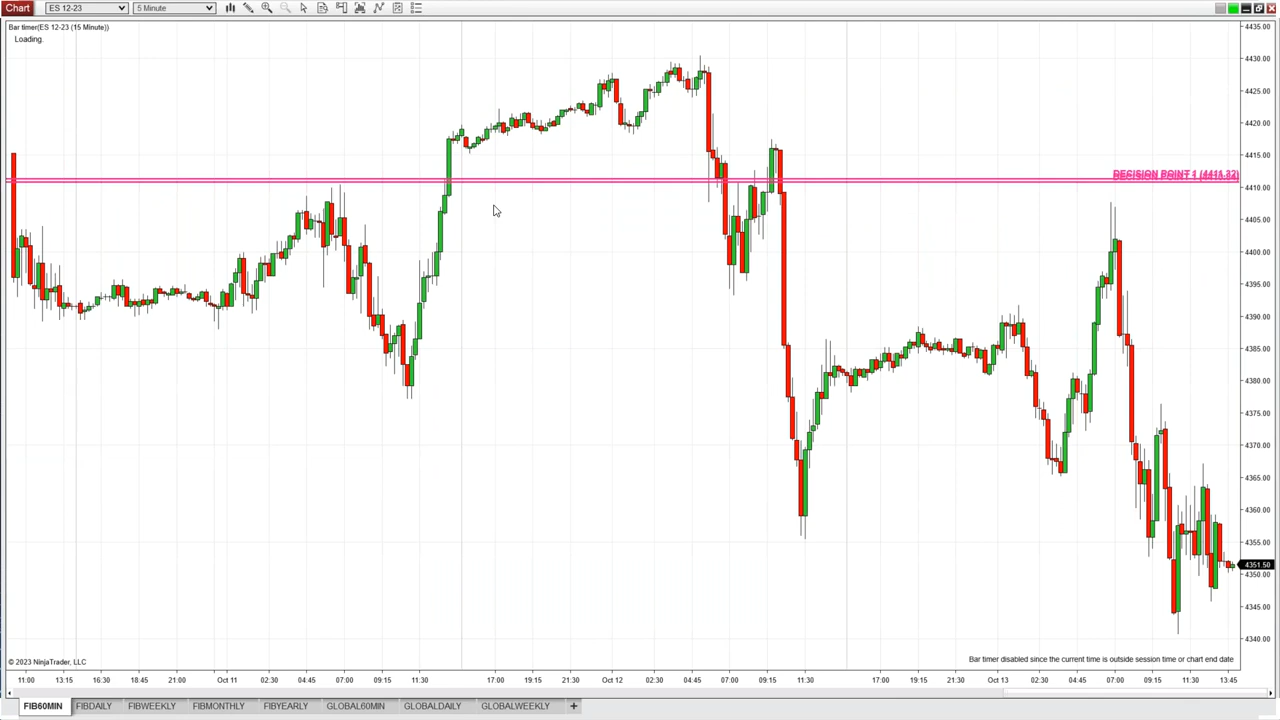 Chart ES 12-23 5 Minute
Bar timer(ES 12-23 (15 Minute))
Loading.
4435.00
4430.00
4425.00
4420.00
4415.00
DECISION POINT 1 (4411.32)
4410.00
4405.00
4400.00
4395.00
4390.00
4385.00
4380.00
4375.00
4370.00
4365.00
4360.00
4355.00
4351.50
4350.00
4345.00
4340.00
© 2023 NinjaTrader, LLC
Bar timer disabled since the current time is outside session time or chart end date
11:00 13:15 16:30 18:45 21:00 Oct 11 04:45 07:00 09:15 11:30 17:00 19:15 21:30 Oct 12 02:30 04:45 07:00 09:15 11:30 17:00 19:15 21:30 Oct 13 02:30 04:45 07:00 09:15 11:30 13:45
FIB60MIN FIBDAILY FIBWEEKLY FIBMONTHLY FIBYEARLY GLOBAL60MIN GLOBALDAILY GLOBALWEEKLY +